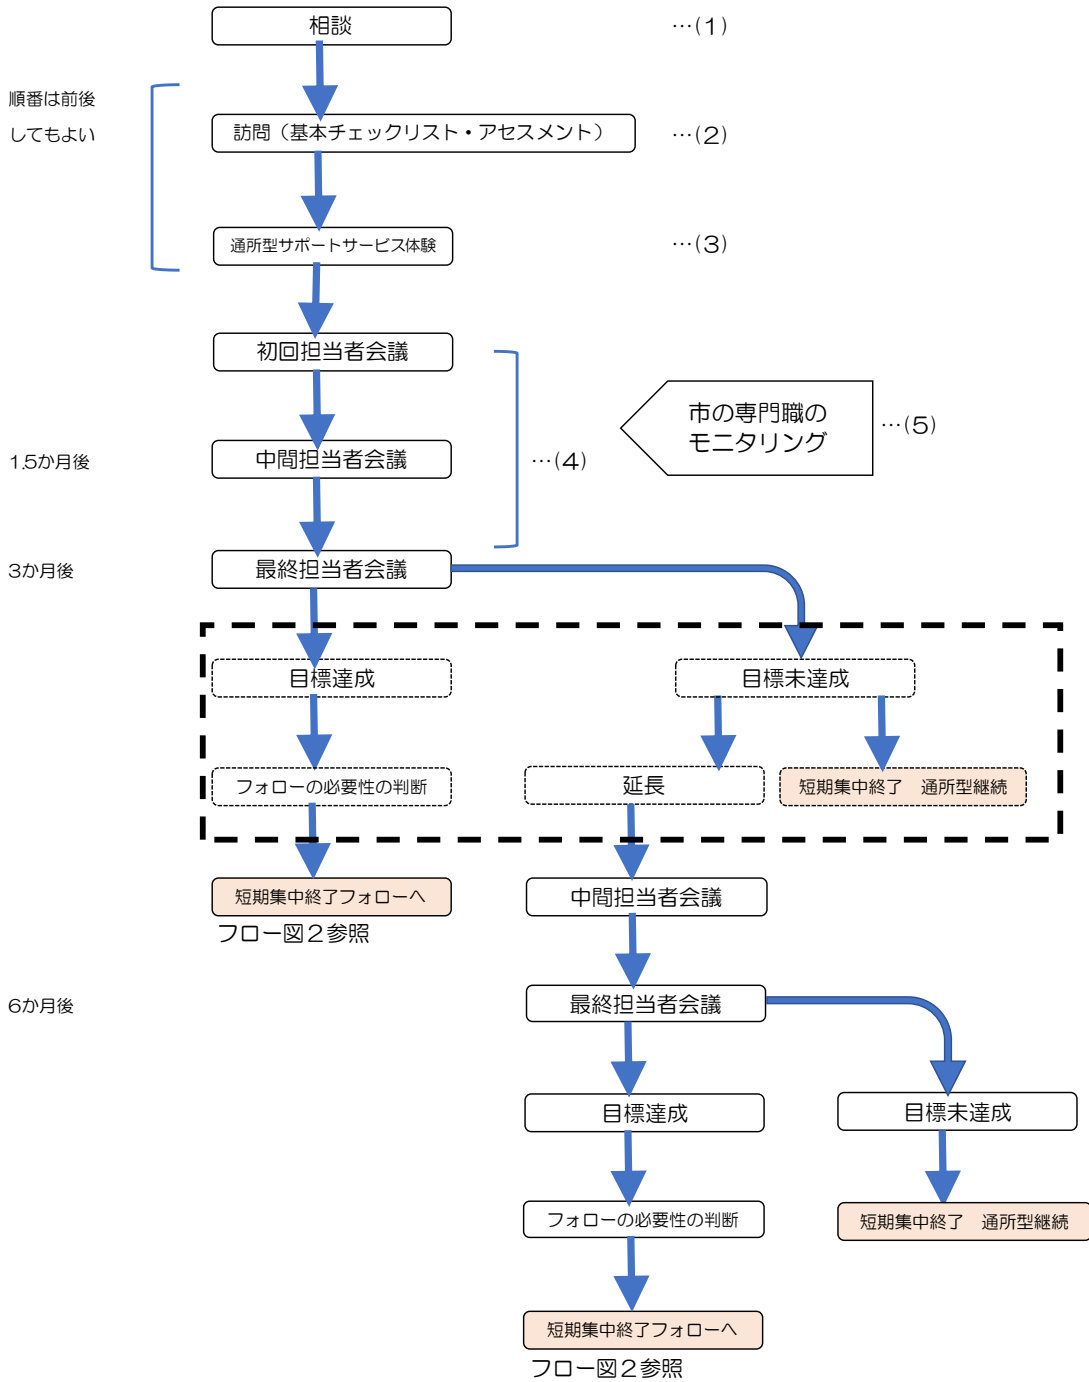 相談
…(1)
順番は前後
してもよい
訪問（基本チェックリスト・アセスメント）
…(2)
通所型サポートサービス体験
…(3)
初回担当者会議
市の専門職の
モニタリング
…(5)
1.5か月後
中間担当者会議
…(4)
3か月後
最終担当者会議
目標達成
目標未達成
フォローの必要性の判断
延長
短期集中終了　通所型継続
短期集中終了フォローへ
フロー図２参照
中間担当者会議
6か月後
最終担当者会議
目標達成
目標未達成
フォローの必要性の判断
短期集中終了　通所型継続
短期集中終了フォローへ
フロー図２参照